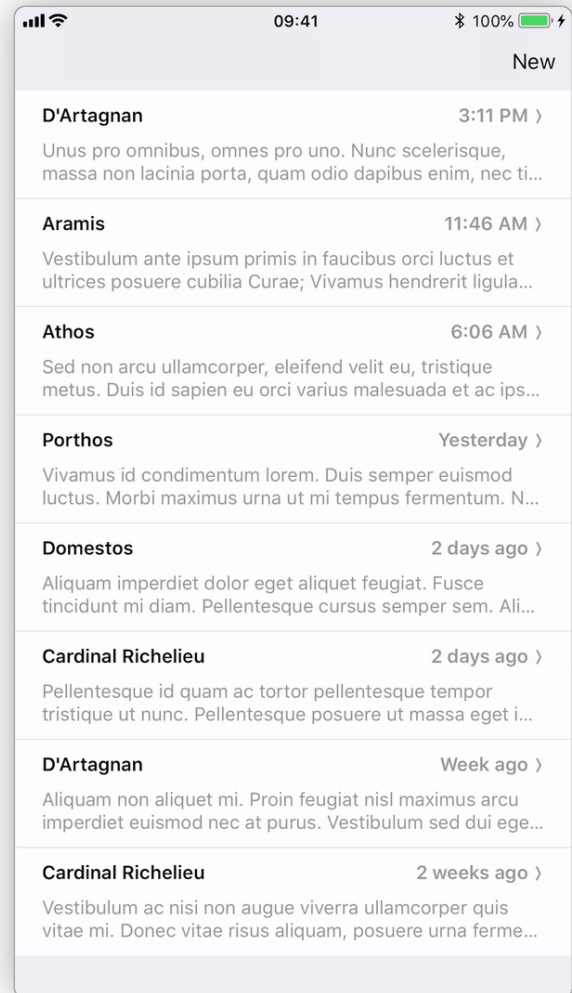 09:41
100%
New
D'Artagnan 3:11 PM
Unus pro omnibus, omnes pro uno. Nunc scelerisque,
massa non lacinia porta, quam odio dapibus enim, nec ti...
Aramis 11:46 AM
Vestibulum ante ipsum primis in faucibus orci luctus et
ultrices posuere cubilia Curae; Vivamus hendrerit ligula...
Athos 6:06 AM
Sed non arcu ullamcorper, eleifend velit eu, tristique
metus. Duis id sapien eu orci varius malesuada et ac ips...
Porthos Yesterday
Vivamus id condimentum lorem. Duis semper euismod
luctus. Morbi maximus urna ut mi tempus fermentum. N...
Domestos 2 days ago
Aliquam imperdiet dolor eget aliquet feugiat. Fusce
tincidunt mi diam. Pellentesque cursus semper sem. Ali...
Cardinal Richelieu 2 days ago
Pellentesque id quam ac tortor pellentesque tempor
tristique ut nunc. Pellentesque posuere ut massa eget i...
D'Artagnan Week ago
Aliquam non aliquet mi. Proin feugiat nisl maximus arcu
imperdiet euismod nec at purus. Vestibulum sed dui ege...
Cardinal Richelieu 2 weeks ago
Vestibulum ac nisi non augue viverra ullamcorper quis
vitae mi. Donec vitae risus aliquam, posuere urna ferme...